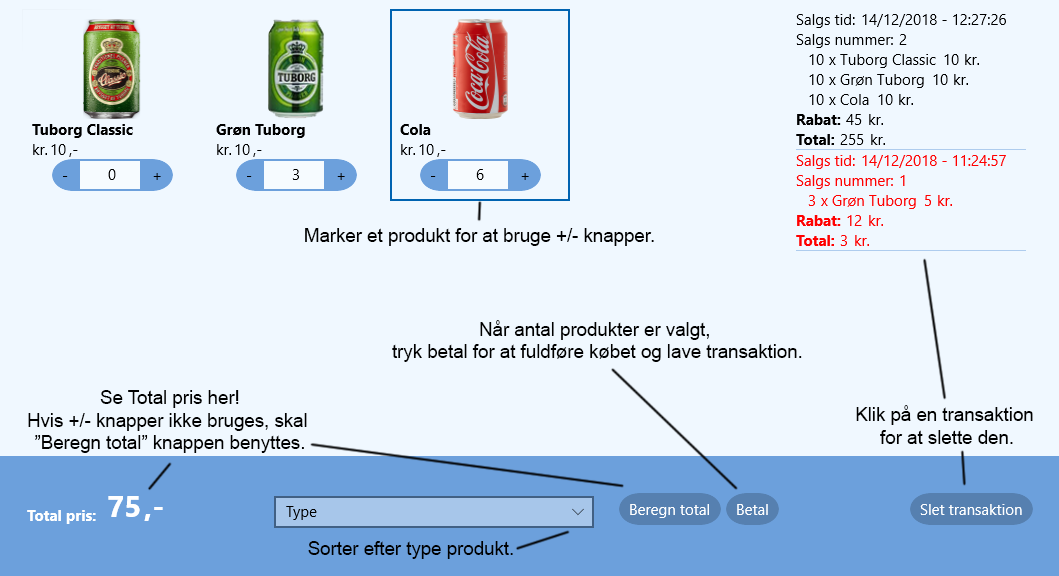 Classic
TUBORG
Coca-Cola
Tuborg Classic
kr. 10 ,-
- 0 +
Grøn Tuborg
kr. 10 ,-
- 3 +
Cola
kr. 10 ,-
- 6 +
Marker et produkt for at bruge +/- knapper.
Salgs tid: 14/12/2018 - 12:27:26
Salgs nummer: 2
10 x Tuborg Classic 10 kr.
10 x Grøn Tuborg 10 kr.
10 x Cola 10 kr.
Rabat: 45 kr.
Total: 255 kr.
Salgs tid: 14/12/2018 - 11:24:57
Salgs nummer: 1
3 x Grøn Tuborg 5 kr.
Rabat: 12 kr.
Total: 3 kr.
Når antal produkter er valgt,
tryk betal for at fuldføre købet og lave transaktion.
Se Total pris her!
Hvis +/- knapper ikke bruges, skal
”Beregn total” knappen benyttes.
Klik på en transaktion
for at slette den.
Total pris: 75,-
Type
Sorter efter type produkt.
Beregn total
Betal
Slet transaktion